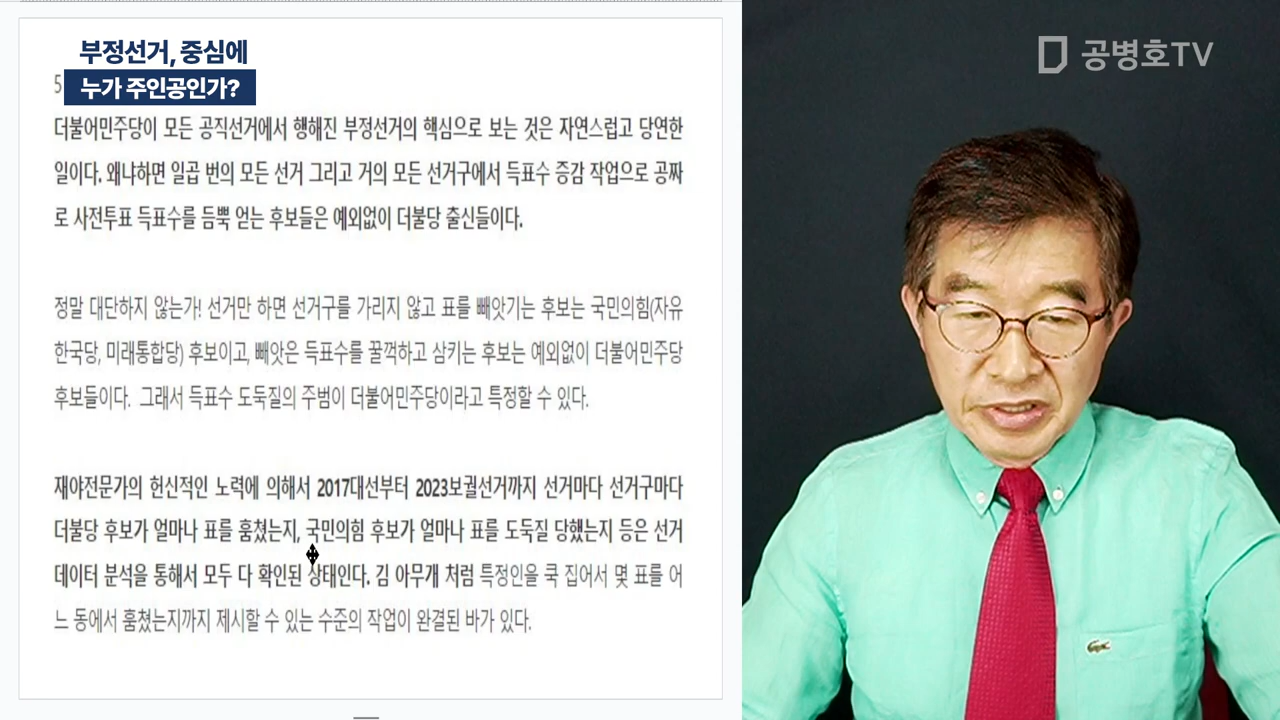 부정선거, 중심에
누가 주인공인가?
공병호TV
5
더불어민주당이 모든 공직선거에서 행해진 부정선거의 핵심으로 보는 것은 자연스럽고 당연한
일이다. 왜냐하면 일곱 번의 모든 선거 그리고 거의 모든 선거구에서 득표수 증감 작업으로 공짜
로 사전투표 득표수를 듬뿍 얻는 후보들은 예외없이 더불당 출신들이다.
정말 대단하지 않는가! 선거만 하면 선거구를 가리지 않고 표를 빼앗기는 후보는 국민의힘(자유
한국당, 미래통합당) 후보이고, 빼앗은 득표수를 꿀꺽하고 삼키는 후보는 예외없이 더불어민주당
후보들이다. 그래서 득표수 도둑질의 주범이 더불어민주당이라고 특정할 수 있다.
재야전문가의 헌신적인 노력에 의해서 2017대선부터 2023보궐선거까지 선거마다 선거구마다
더불당 후보가 얼마나 표를 훔쳤는지, 국민의힘 후보가 얼마나 표를 도둑질 당했는지 등은 선거
데이터 분석을 통해서 모두 다 확인된 상태인다. 김 아무개 처럼 특정인을 쿡 집어서 몇 표를 어
느 동에서 훔쳤는지까지 제시할 수 있는 수준의 작업이 완결된 바가 있다.